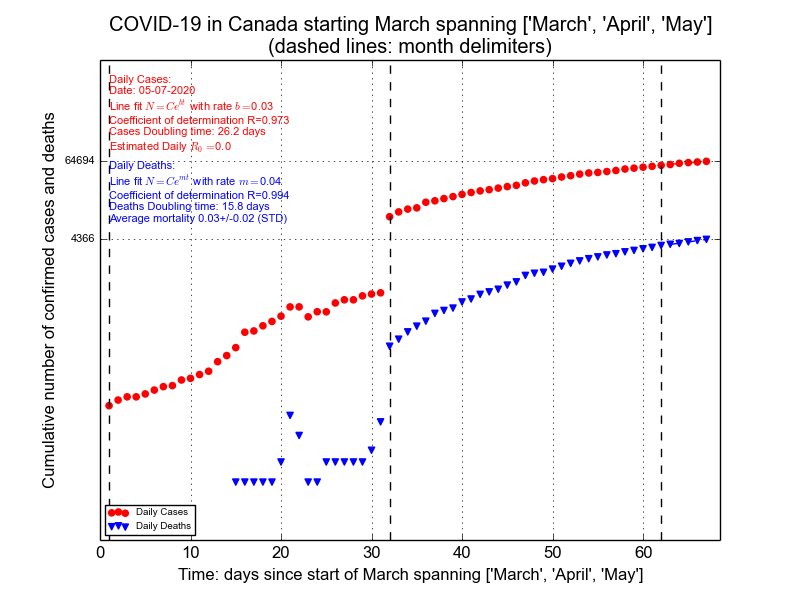 COVID-19 in Canada starting March spanning ['March', 'April', 'May']
(dashed lines: month delimiters)
Daily Cases:
Date: 05-07-2020
Line fit N = Ce^{bt} with rate b = 0.03
Coefficient of determination R=0.973
Cases Doubling time: 26.2 days
Estimated Daily R_0 = 0.0
Daily Deaths:
Line fit N = Ce^{mt} with rate m = 0.04
Coefficient of determination R=0.994
Deaths Doubling time: 15.8 days
Average mortality 0.03+/-0.02 (STD)
64694
4366
Cumulative number of confirmed cases and deaths
Daily Cases
Daily Deaths
0 10 20 30 40 50 60
Time: days since start of March spanning ['March', 'April', 'May']